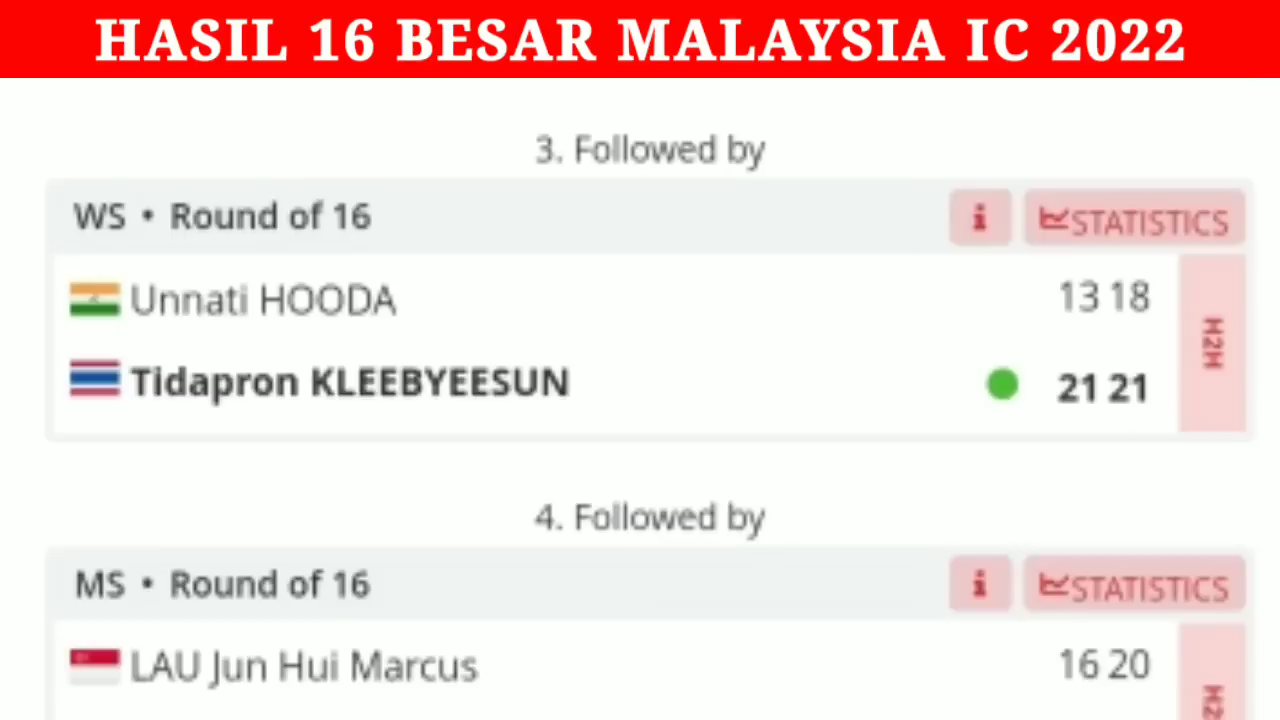 HASIL 16 BESAR MALAYSIA IC 2022
3. Followed by
WS • Round of 16
i
STATISTICS
Unnati HOODA
13 18
H2H
Tidapron KLEEBYEESUN
21 21
4. Followed by
MS • Round of 16
i
STATISTICS
LAU Jun Hui Marcus
16 20